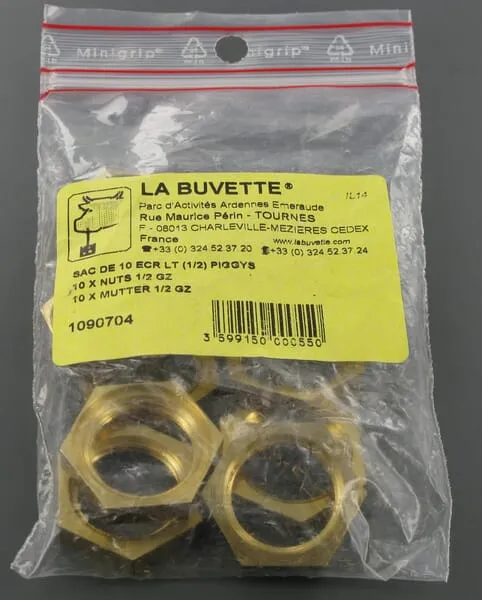 Minigrip®
Minigrip®
Mini
LA BUVETTE®
IL14
Parc d'Activités Ardennes Emeraude
Rue Maurice Périn - TOURNES
F - 08013 CHARLEVILLE-MEZIERES CEDEX
France
www.labuvette.com
☎+33 (0) 324.52.37.20
+33 (0) 324.52.37.24
SAC DE 10 ECR LT (1/2) PIGGYS
10 X NUTS 1/2 GZ
10 X MUTTER 1/2 GZ
1090704
3 599150 000550